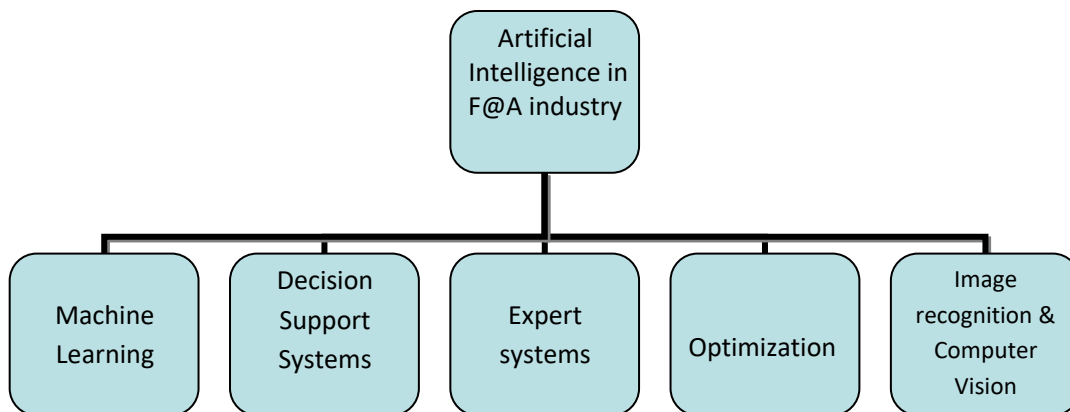 Artificial
Intelligence in
F@A industry
Machine
Learning
Decision
Support
Systems
Expert
systems
Optimization
Image
recognition &
Computer
Vision